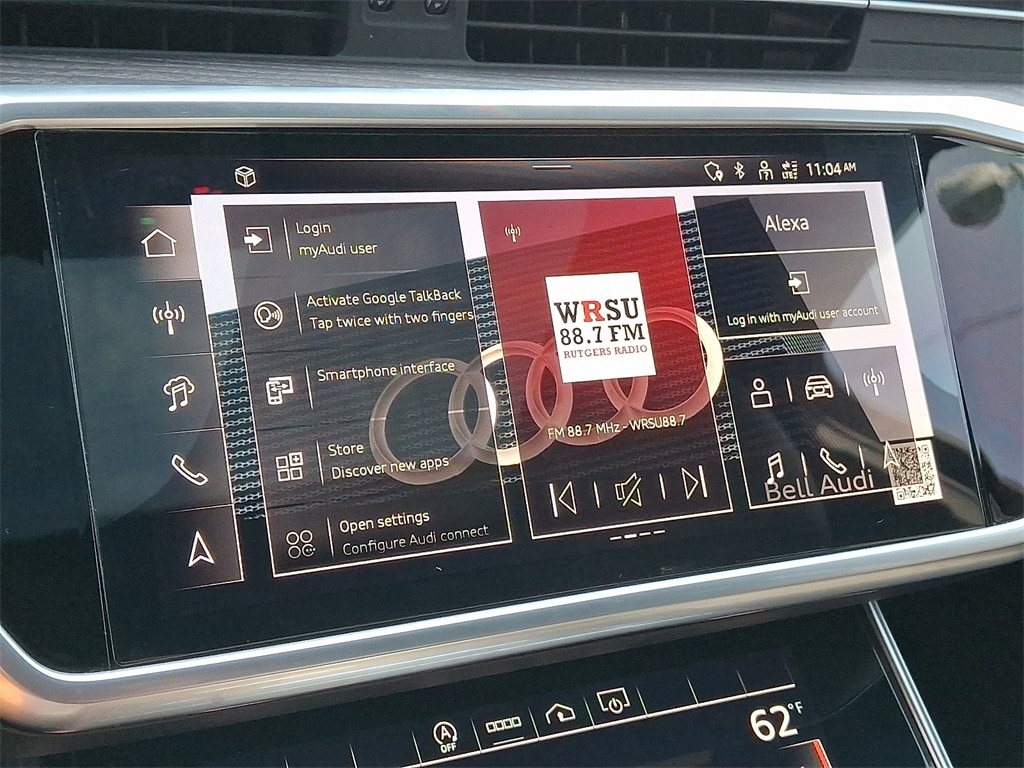 LTE
11:04 AM
Login
myAudi user
Activate Google TalkBack
Tap twice with two fingers
Smartphone interface
Store
Discover new apps
Open settings
Configure Audi connect
WRSU
88.7 FM
RUTGERS RADIO
FM 88.7 MHz - WRSU88.7
Alexa
Log in with myAudi user account
Bell Audi
A
OFF
62°F